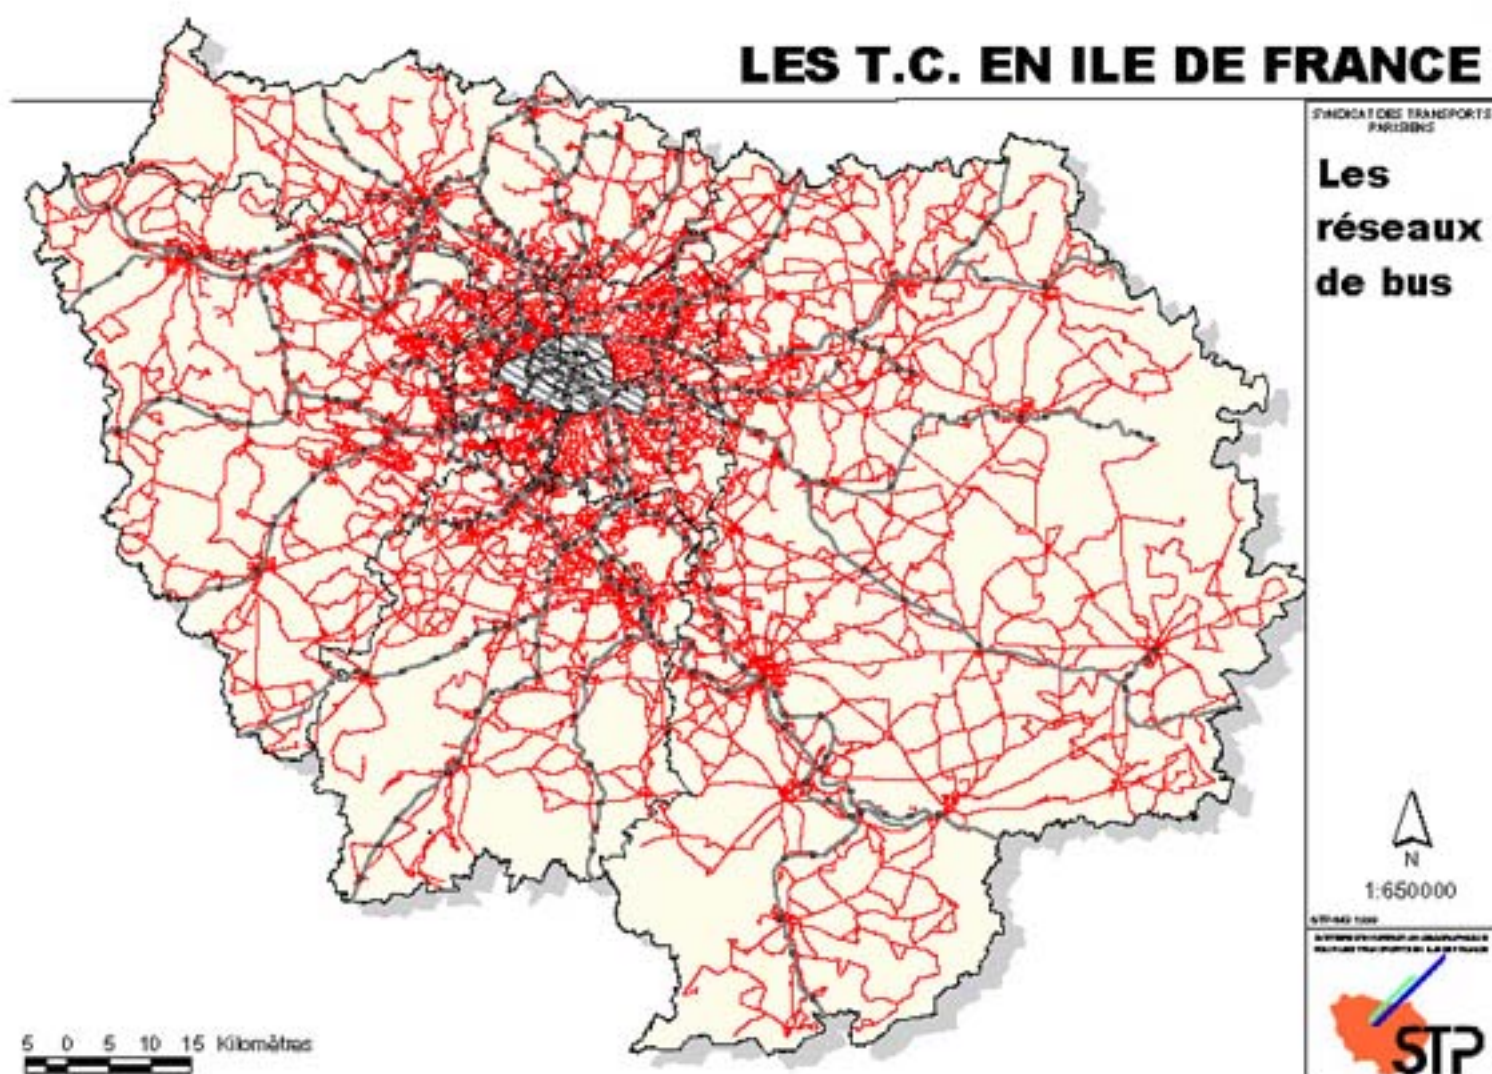 LES T.C. EN ILE DE FRANCE
SYNDICAT DES TRANSPORTS
PARISIENS
Les
réseaux
de bus
N
1:650000
STP
5 0 5 10 15 Kilomètres